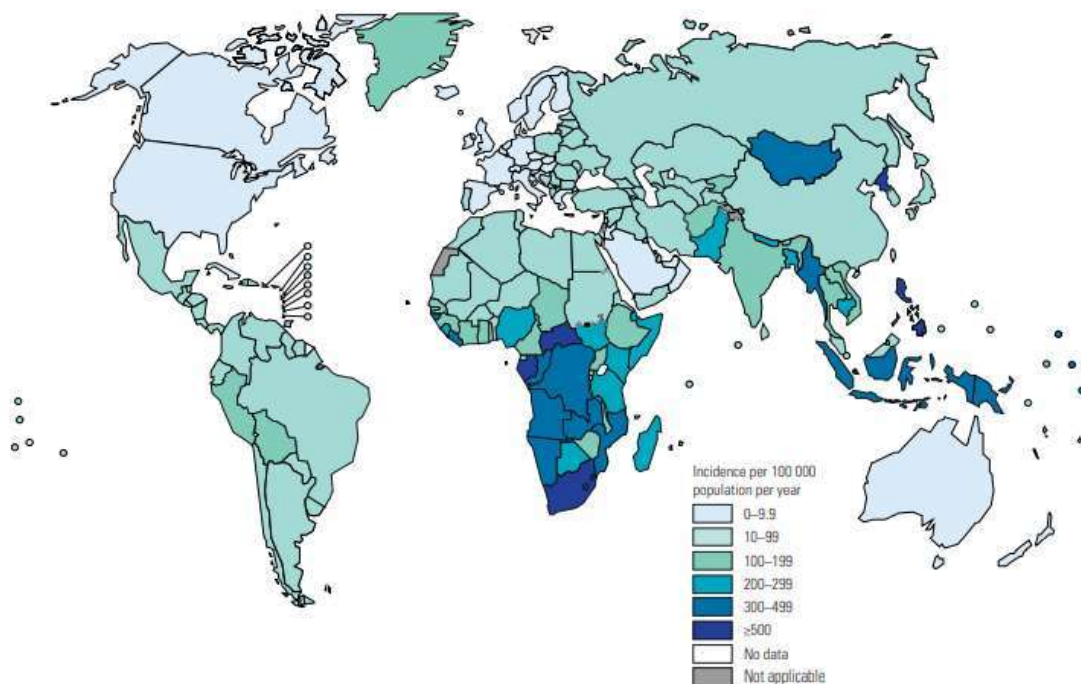 Incidence per 100 000
population per year
0–9.9
10–99
100–199
200–299
300–499
≥500
No data
Not applicable